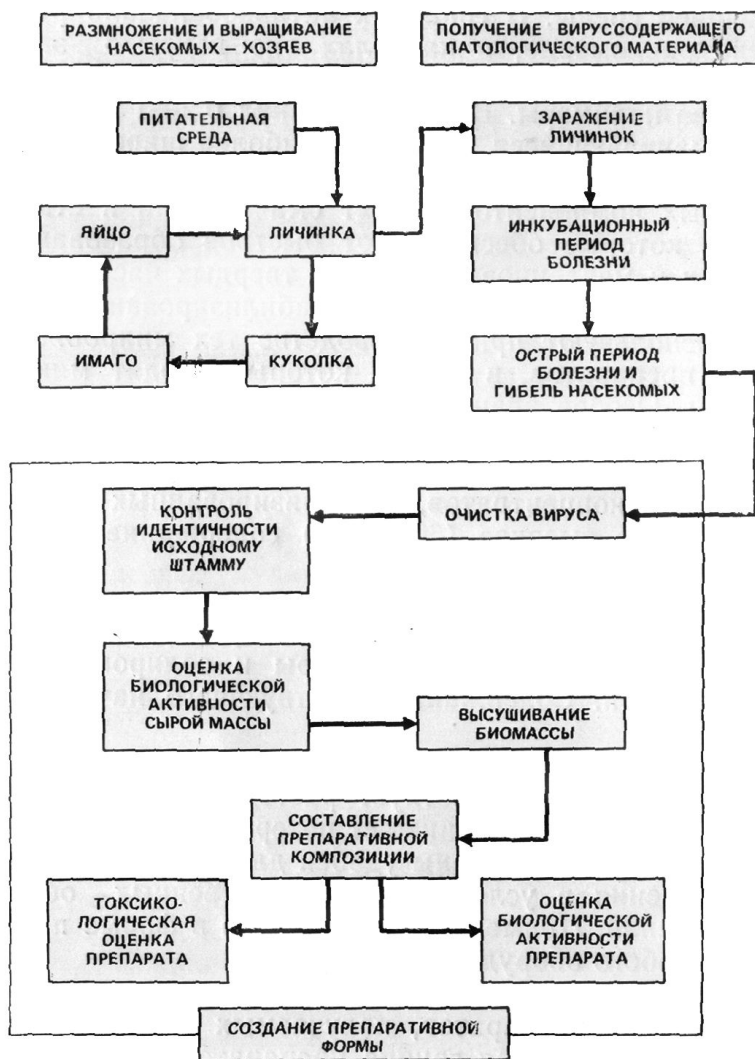 РАЗМНОЖЕНИЕ И ВЫРАЩИВАНИЕ
НАСЕКОМЫХ – ХОЗЯЕВ
ПОЛУЧЕНИЕ ВИРУССОДЕРЖАЩЕГО
ПАТОЛОГИЧЕСКОГО МАТЕРИАЛА
ПИТАТЕЛЬНАЯ
СРЕДА
ЗАРАЖЕНИЕ
ЛИЧИНОК
ЯЙЦО
ЛИЧИНКА
ИНКУБАЦИОННЫЙ
ПЕРИОД
БОЛЕЗНИ
ИМАГО
КУКОЛКА
ОСТРЫЙ ПЕРИОД
БОЛЕЗНИ И
ГИБЕЛЬ НАСЕКОМЫХ
КОНТРОЛЬ
ИДЕНТИЧНОСТИ
ИСХОДНОМУ
ШТАММУ
ОЧИСТКА ВИРУСА
ОЦЕНКА
БИОЛОГИЧЕСКОЙ
АКТИВНОСТИ
СЫРОЙ МАССЫ
ВЫСУШИВАНИЕ
БИОМАССЫ
СОСТАВЛЕНИЕ
ПРЕПАРАТИВНОЙ
КОМПОЗИЦИИ
ТОКСИКО-
ЛОГИЧЕСКАЯ
ОЦЕНКА
ПРЕПАРАТА
ОЦЕНКА
БИОЛОГИЧЕСКОЙ
АКТИВНОСТИ
ПРЕПАРАТА
СОЗДАНИЕ ПРЕПАРАТИВНОЙ
ФОРМЫ